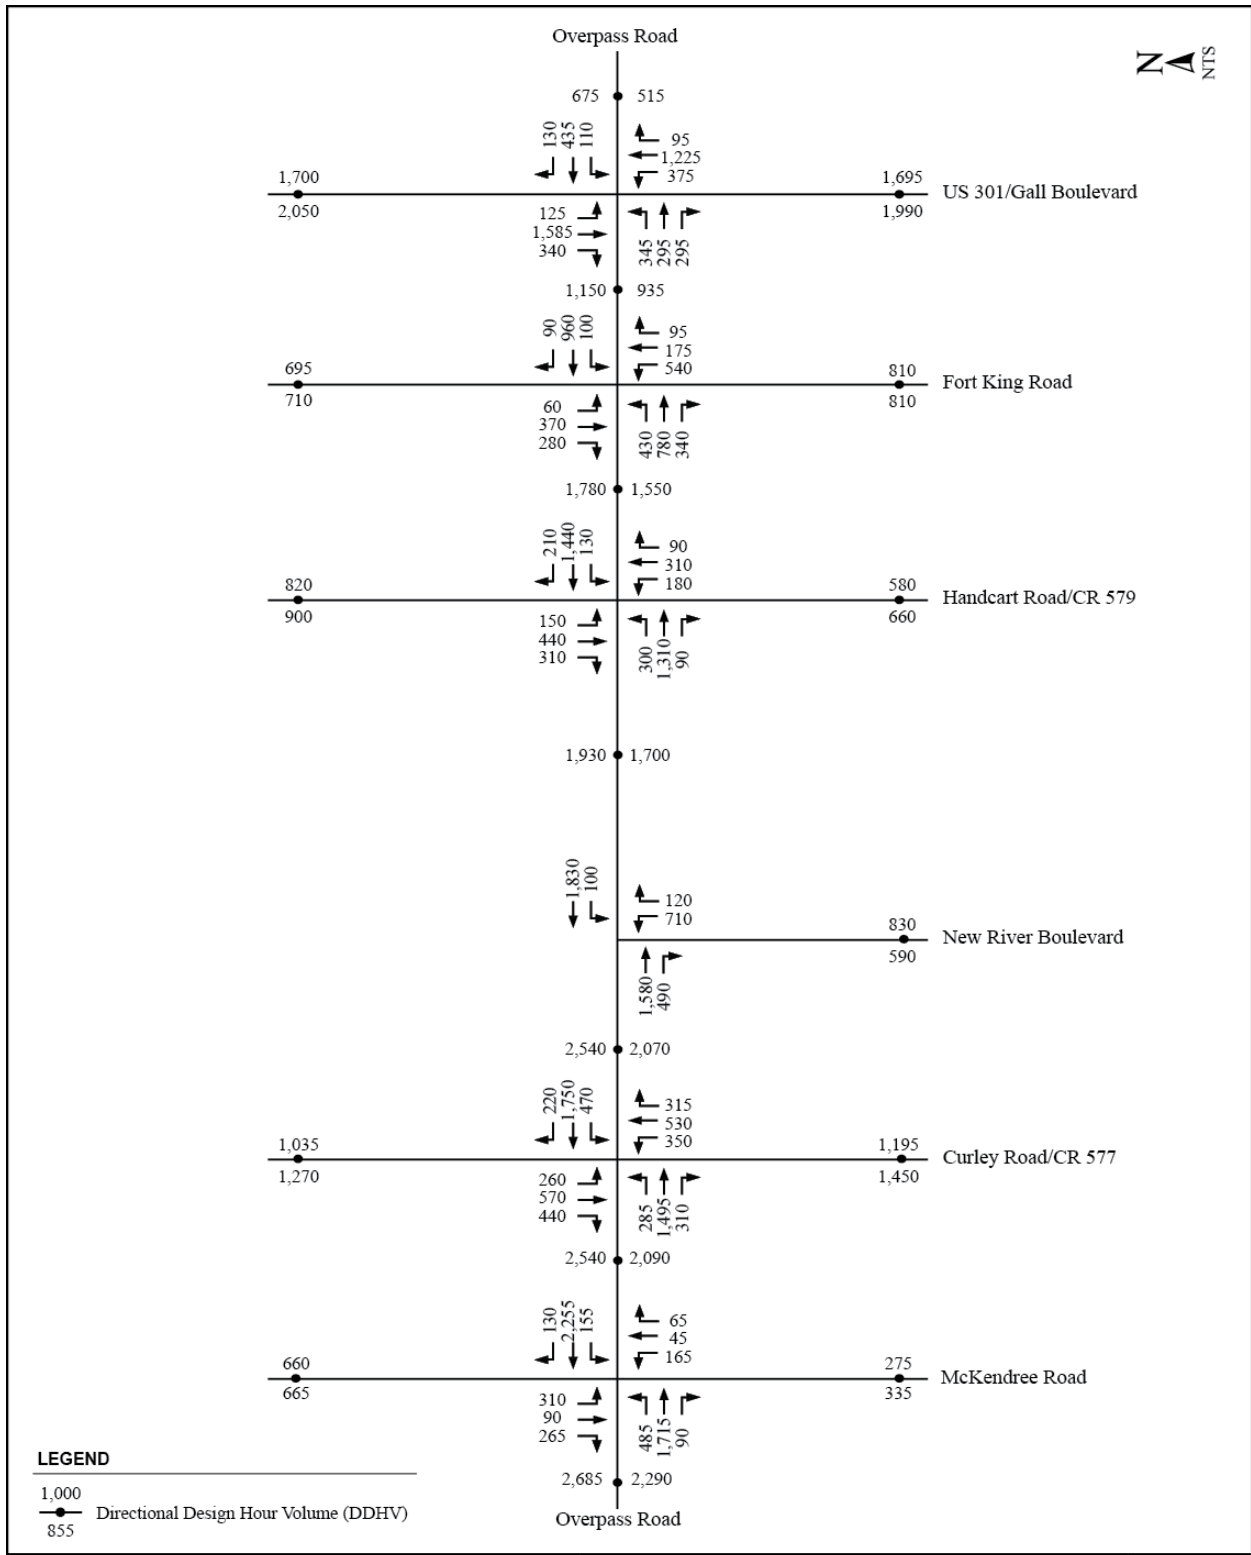 Overpass Road
N
NTS
675 515
130 435 110
95
1,225
375
1,700
2,050
1,695
1,990
US 301/Gall Boulevard
125
1,585
340
345 295 295
1,150 935
90 960 100
95
175
540
695
710
810
810
Fort King Road
60
370
280
430 780 340
1,780 1,550
210 1,440 130
90
310
180
820
900
580
660
Handcart Road/CR 579
150
440
310
300 1,310 90
1,930 1,700
1,830 100
120
710
830
590
New River Boulevard
1,580 490
2,540 2,070
220 1,750 470
315
530
350
1,035
1,270
1,195
1,450
Curley Road/CR 577
260
570
440
285 1,495 310
2,540 2,090
130 2,255 155
65
45
165
660
665
275
335
McKendree Road
310
90
265
485 1,715 90
2,685 2,290
Overpass Road
LEGEND
1,000
855
Directional Design Hour Volume (DDHV)